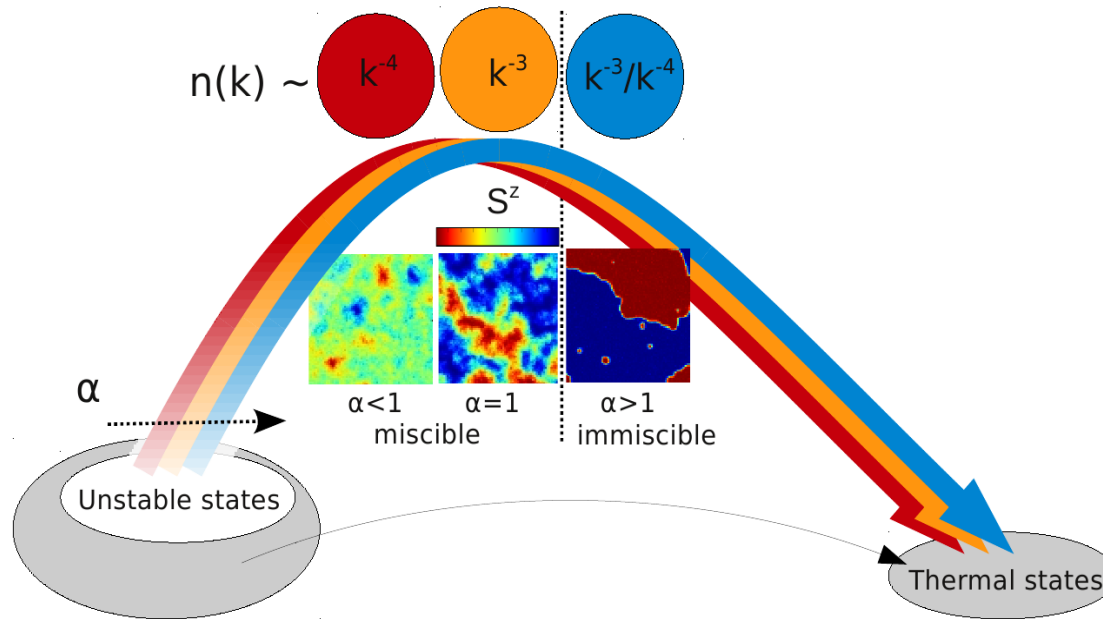 n(k) ~ k⁻⁴ k⁻³ k⁻³/k⁻⁴
Sᶻ
α
α<1 α=1 α>1
miscible immiscible
Unstable states
Thermal states